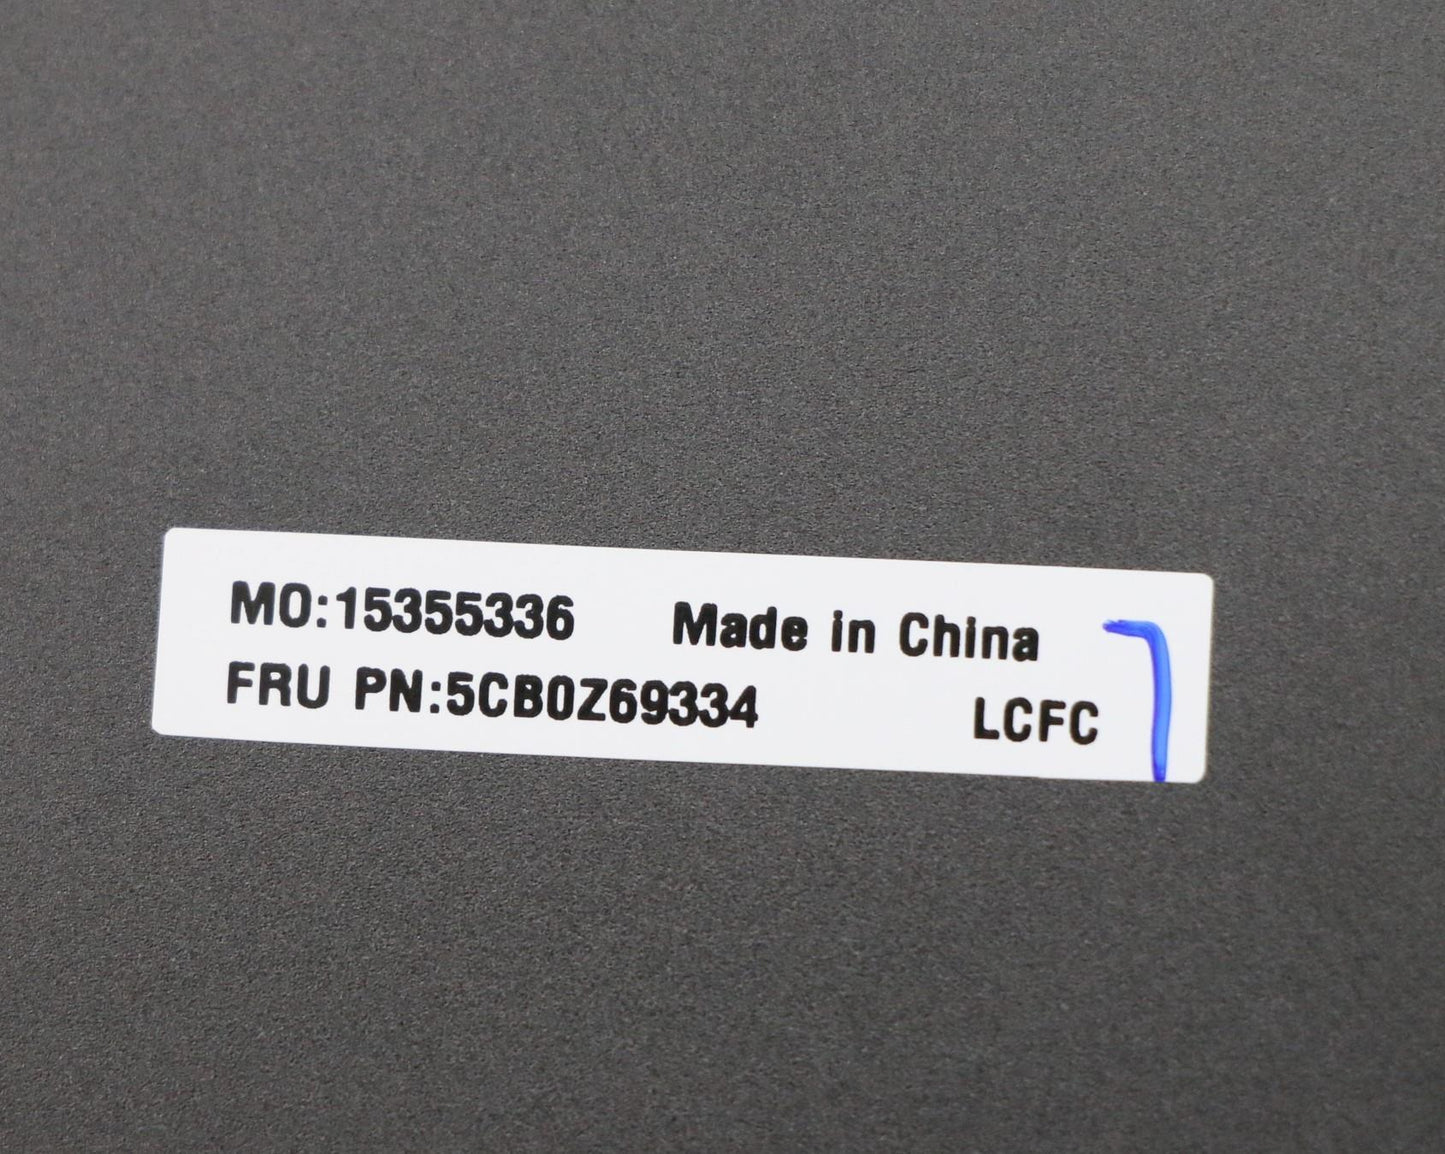 MO:15355336 Made in China
FRU PN:5CB0Z69334 LCFC